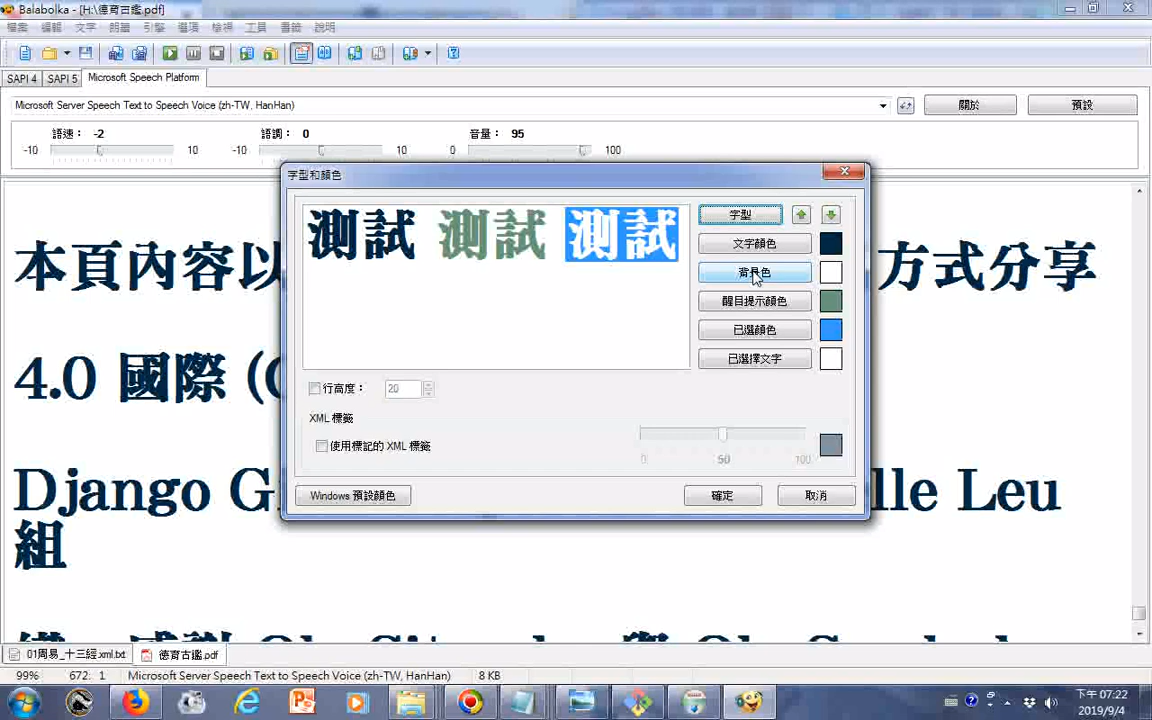 Balabolka - [H:\德育古鑑.pdf]
檔案 編輯 文字 朗讀 引擎 選項 檢視 工具 書籤 說明
SAPI 4 SAPI 5 Microsoft Speech Platform
Microsoft Server Speech Text to Speech Voice (zh-TW, HanHan) 關於 預設
語速： -2 語調： 0 音量： 95
-10 10 -10 10 0 100
字型和顏色
測試 測試 測試
字型
文字顏色
背景色
醒目提示顏色
已選顏色
已選擇文字
行高度： 20
XML 標籤
使用標記的 XML 標籤
0 50 100
Windows 預設顏色 確定 取消
本頁內容以 方式分享
4.0 國際 (
Django G lle Leu
組
01周易_十三經.xml.txt 德育古鑑.pdf
99% 672: 1 Microsoft Server Speech Text to Speech Voice (zh-TW, HanHan) 8 KB
下午 07:22
2019/9/4